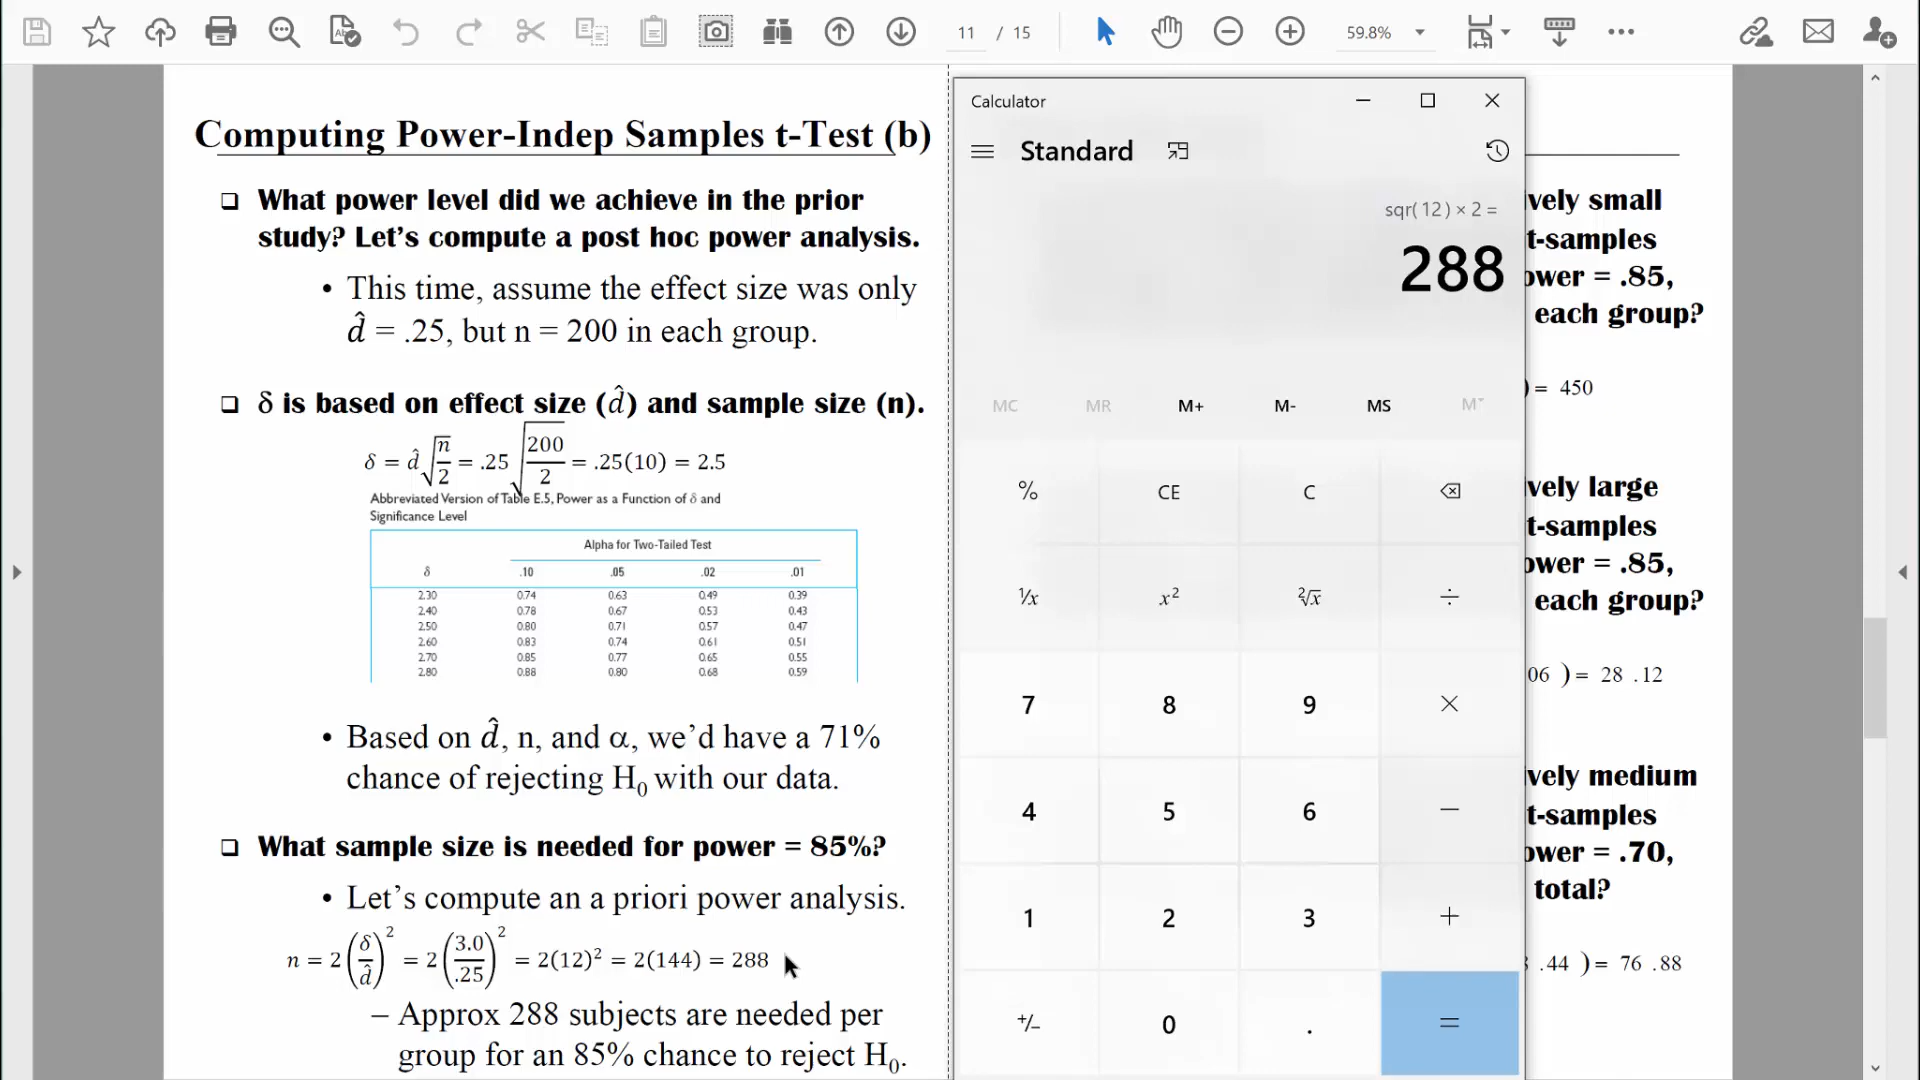 11 / 15
59.8%
Computing Power-Indep Samples t-Test (b)
What power level did we achieve in the prior
study? Let's compute a post hoc power analysis.
• This time, assume the effect size was only
d̂ = .25, but n = 200 in each group.
δ is based on effect size (d̂) and sample size (n).
δ = d̂√(n/2) = .25√(200/2) = .25(10) = 2.5
Abbreviated Version of Table E.5, Power as a Function of δ and
Significance Level
Alpha for Two-Tailed Test
δ .10 .05 .02 .01
2.30 0.74 0.63 0.49 0.39
2.40 0.78 0.67 0.53 0.43
2.50 0.80 0.71 0.57 0.47
2.60 0.83 0.74 0.61 0.51
2.70 0.85 0.77 0.65 0.55
2.80 0.88 0.80 0.68 0.59
• Based on d̂, n, and α, we'd have a 71%
chance of rejecting H₀ with our data.
What sample size is needed for power = 85%?
• Let's compute an a priori power analysis.
n = 2(δ/d̂)² = 2(3.0/.25)² = 2(12)² = 2(144) = 288
– Approx 288 subjects are needed per
group for an 85% chance to reject H₀.
Calculator
Standard
sqr( 12 ) × 2 =
288
MC MR M+ M- MS M˅
% CE C
¹/x x² ²√x ÷
7 8 9 ×
4 5 6 −
1 2 3 +
+/− 0 . =
vely small
t-samples
ower = .85,
each group?
) = 450
vely large
t-samples
ower = .85,
each group?
06 ) = 28 .12
vely medium
t-samples
ower = .70,
total?
.44 ) = 76 .88